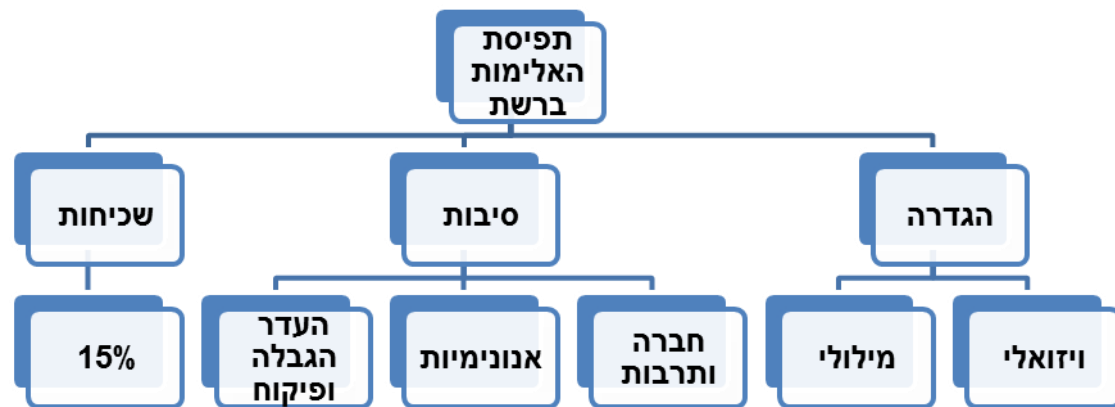 תפיסת
האלימות
ברשת
הגדרה
סיבות
שכיחות
ויזואלי
מילולי
חברה
ותרבות
אנונימיות
העדר
הגבלה
ופיקוח
15%